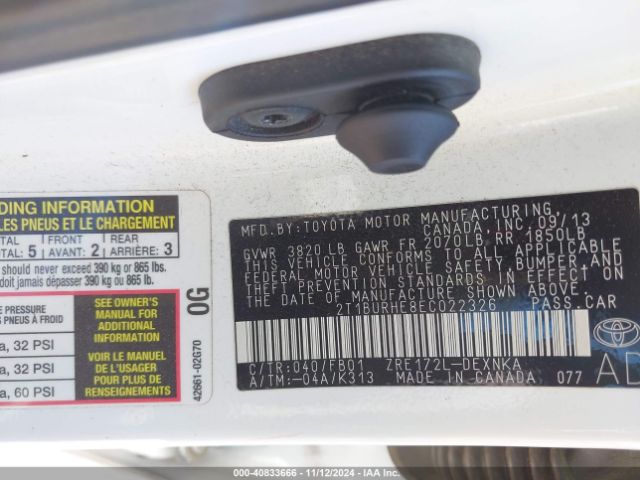 DING INFORMATION
LES PNEUS ET LE CHARGEMENT
TAL FRONT REAR
TAL: 5 AVANT: 2 ARRIÈRE: 3
should never exceed 390 kg or 865 lbs.
doit jamais dépasser 390 kg ou 865 lb.
E PRESSURE
S PNEUS À FROID
a, 32 PSI
a, 32 PSI
a, 60 PSI
SEE OWNER'S
MANUAL FOR
ADDITIONAL
INFORMATION
VOIR LE MANUEL
DE L'USAGER
POUR PLUS DE
RENSEIGNEMENTS
0G
42661-02G70
MFD.BY:TOYOTA MOTOR MANUFACTURING
CANADA,INC.09/13
GVWR 3820LB GAWR FR 2070LB RR 1850LB
THIS VEHICLE CONFORMS TO ALL APPLICABLE
FEDERAL MOTOR VEHICLE SAFETY, BUMPER AND
THEFT PREVENTION STANDARDS IN EFFECT ON
THE DATE OF MANUFACTURE SHOWN ABOVE.
2T1BURHE8EC022326 PASS.CAR
C/TR:040/FB01 ZRE172L-DEXNKA
A/TM:-04A/K313 MADE IN CANADA 077
TOYOTA
000-40833666 - 11/12/2024 - IAA Inc.